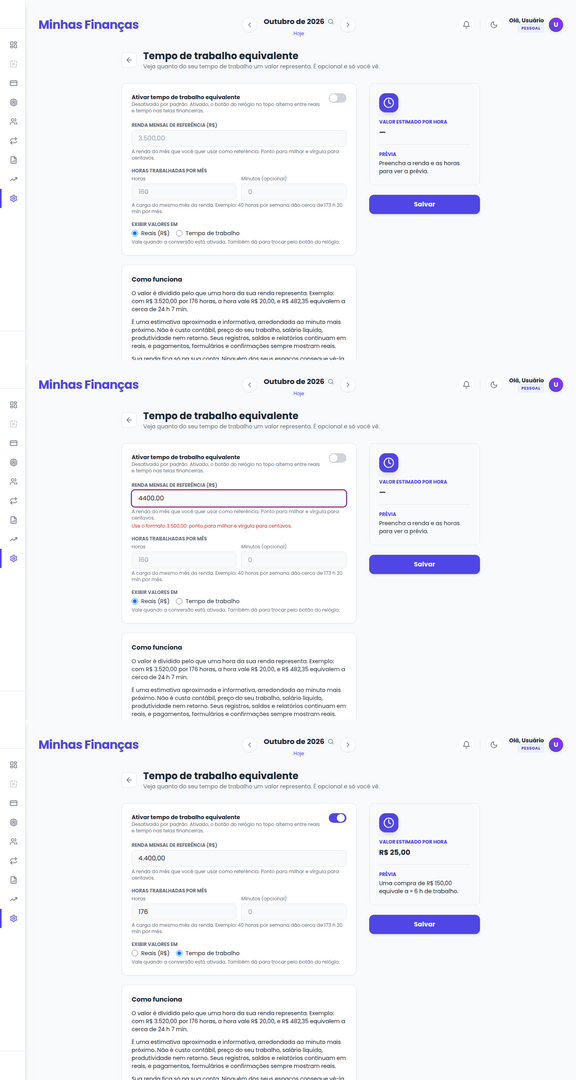 Minhas Finanças
Outubro de 2026
Hoje
Olá, Usuário
PESSOAL
U
Tempo de trabalho equivalente
Veja quanto do seu tempo de trabalho um valor representa. É opcional e só você vê.
Ativar tempo de trabalho equivalente
Desativado por padrão. Ativado, o botão do relógio no topo alterna entre reais
e tempo nas telas financeiras.
RENDA MENSAL DE REFERÊNCIA (R$)
3.500,00
A renda do mês que você quer usar como referência. Ponto para milhar e vírgula para
centavos.
HORAS TRABALHADAS POR MÊS
Horas
Minutos (opcional)
160
0
A carga do mesmo mês da renda. Exemplo: 40 horas por semana dão cerca de 173 h 20
min por mês.
EXIBIR VALORES EM
Reais (R$)
Tempo de trabalho
Vale quando a conversão está ativada. Também dá para trocar pelo botão do relógio.
VALOR ESTIMADO POR HORA
—
PRÉVIA
Preencha a renda e as horas
para ver a prévia.
Salvar
Como funciona
O valor é dividido pelo que uma hora da sua renda representa. Exemplo:
com R$ 3.520,00 por 176 horas, a hora vale R$ 20,00, e R$ 482,35 equivalem a
cerca de 24 h 7 min.
É uma estimativa aproximada e informativa, arredondada ao minuto mais
próximo. Não é custo contábil, preço do seu trabalho, salário líquido,
produtividade nem retorno. Seus registros, saldos e relatórios continuam em
reais, e pagamentos, formulários e confirmações sempre mostram reais.
Sua renda fica só na sua conta. Ninguém dos seus espaços consegue vê-la
Minhas Finanças
Outubro de 2026
Hoje
Olá, Usuário
PESSOAL
U
Tempo de trabalho equivalente
Veja quanto do seu tempo de trabalho um valor representa. É opcional e só você vê.
Ativar tempo de trabalho equivalente
Desativado por padrão. Ativado, o botão do relógio no topo alterna entre reais
e tempo nas telas financeiras.
RENDA MENSAL DE REFERÊNCIA (R$)
4400.00
A renda do mês que você quer usar como referência. Ponto para milhar e vírgula para
centavos.
Use o formato 3.500,00: ponto para milhar e vírgula para centavos.
HORAS TRABALHADAS POR MÊS
Horas
Minutos (opcional)
160
0
A carga do mesmo mês da renda. Exemplo: 40 horas por semana dão cerca de 173 h 20
min por mês.
EXIBIR VALORES EM
Reais (R$)
Tempo de trabalho
Vale quando a conversão está ativada. Também dá para trocar pelo botão do relógio.
VALOR ESTIMADO POR HORA
—
PRÉVIA
Preencha a renda e as horas
para ver a prévia.
Salvar
Como funciona
O valor é dividido pelo que uma hora da sua renda representa. Exemplo:
com R$ 3.520,00 por 176 horas, a hora vale R$ 20,00, e R$ 482,35 equivalem a
cerca de 24 h 7 min.
É uma estimativa aproximada e informativa, arredondada ao minuto mais
próximo. Não é custo contábil, preço do seu trabalho, salário líquido,
produtividade nem retorno. Seus registros, saldos e relatórios continuam em
reais, e pagamentos, formulários e confirmações sempre mostram reais.
Minhas Finanças
Outubro de 2026
Hoje
Olá, Usuário
PESSOAL
U
Tempo de trabalho equivalente
Veja quanto do seu tempo de trabalho um valor representa. É opcional e só você vê.
Ativar tempo de trabalho equivalente
Desativado por padrão. Ativado, o botão do relógio no topo alterna entre reais
e tempo nas telas financeiras.
RENDA MENSAL DE REFERÊNCIA (R$)
4.400,00
A renda do mês que você quer usar como referência. Ponto para milhar e vírgula para
centavos.
HORAS TRABALHADAS POR MÊS
Horas
Minutos (opcional)
176
0
A carga do mesmo mês da renda. Exemplo: 40 horas por semana dão cerca de 173 h 20
min por mês.
EXIBIR VALORES EM
Reais (R$)
Tempo de trabalho
Vale quando a conversão está ativada. Também dá para trocar pelo botão do relógio.
VALOR ESTIMADO POR HORA
R$ 25,00
PRÉVIA
Uma compra de R$ 150,00
equivale a ≈ 6 h de trabalho.
Salvar
Como funciona
O valor é dividido pelo que uma hora da sua renda representa. Exemplo:
com R$ 3.520,00 por 176 horas, a hora vale R$ 20,00, e R$ 482,35 equivalem a
cerca de 24 h 7 min.
É uma estimativa aproximada e informativa, arredondada ao minuto mais
próximo. Não é custo contábil, preço do seu trabalho, salário líquido,
produtividade nem retorno. Seus registros, saldos e relatórios continuam em
reais, e pagamentos, formulários e confirmações sempre mostram reais.
Sua renda fica só na sua conta. Ninguém dos seus espaços consegue vê-la